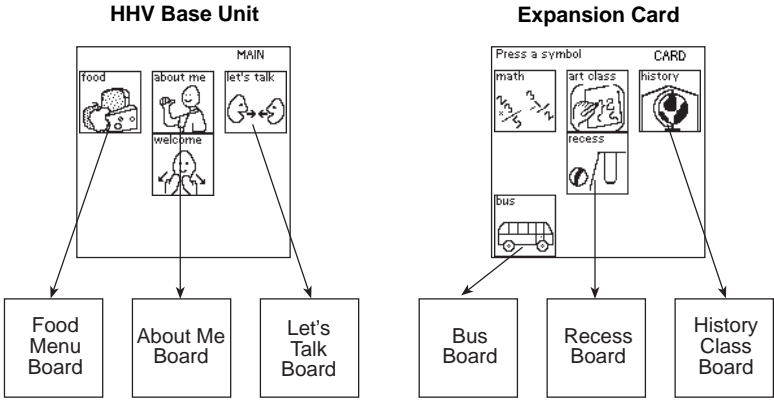 HHV Base Unit
MAIN
food
about me
let's talk
welcome
Food
Menu
Board
About Me
Board
Let's
Talk
Board
Expansion Card
Press a symbol CARD
math
art class
history
recess
bus
Bus
Board
Recess
Board
History
Class
Board